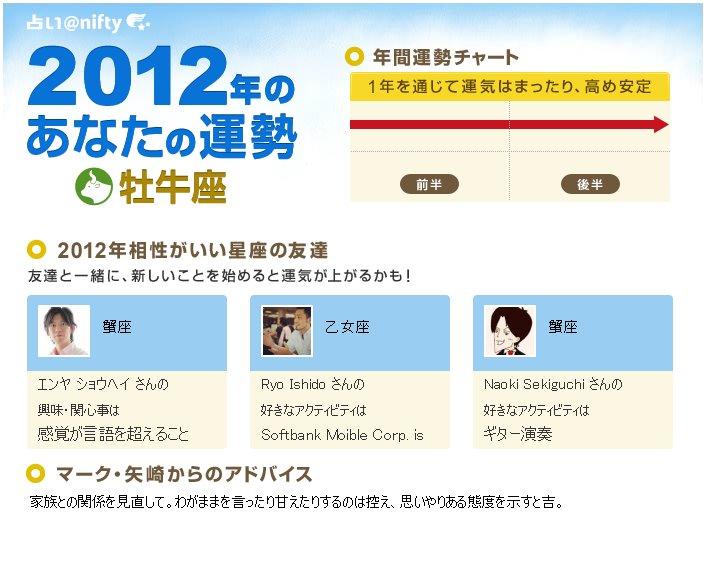 占い@nifty
2012年の
あなたの運勢
牡牛座
年間運勢チャート
1年を通じて運気はまったり、高め安定
前半
後半
2012年相性がいい星座の友達
友達と一緒に、新しいことを始めると運気が上がるかも!
蟹座
エンヤ ショウヘイ さんの
興味・関心事は
感覚が言語を超えること
乙女座
Ryo Ishido さんの
好きなアクティビティは
Softbank Moible Corp. is
蟹座
Naoki Sekiguchi さんの
好きなアクティビティは
ギター演奏
マーク・矢崎からのアドバイス
家族との関係を見直して。わがままを言ったり甘えたりするのは控え、思いやりある態度を示すと吉。